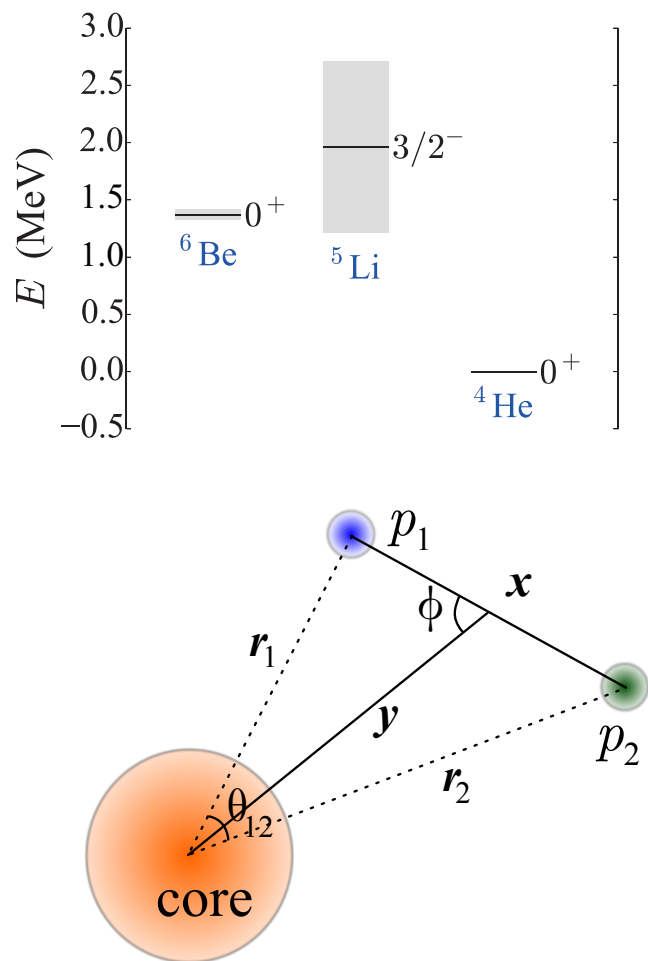 3.0
2.5
2.0
1.5
1.0
0.5
0.0
−0.5
E (MeV)
0⁺
⁶Be
3/2⁻
⁵Li
0⁺
⁴He
p₁
x
ϕ
r₁
y
p₂
r₂
θ₁₂
core